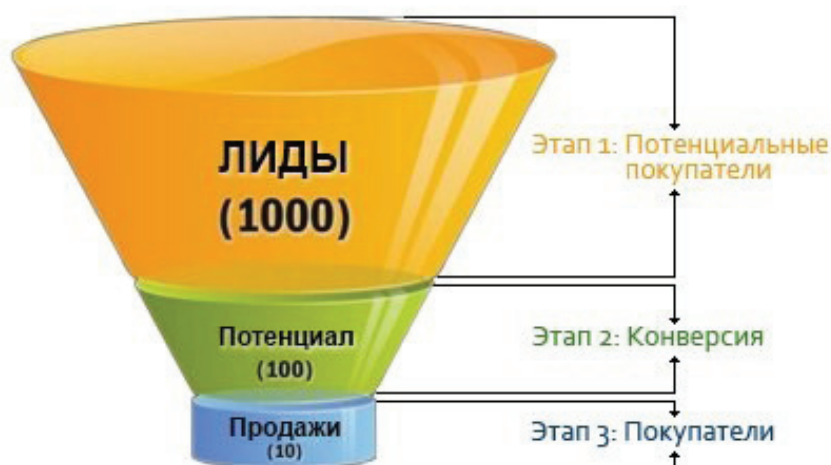 ЛИДЫ
(1000)
Этап 1: Потенциальные
покупатели
Потенциал
(100)
Этап 2: Конверсия
Продажи
(10)
Этап 3: Покупатели